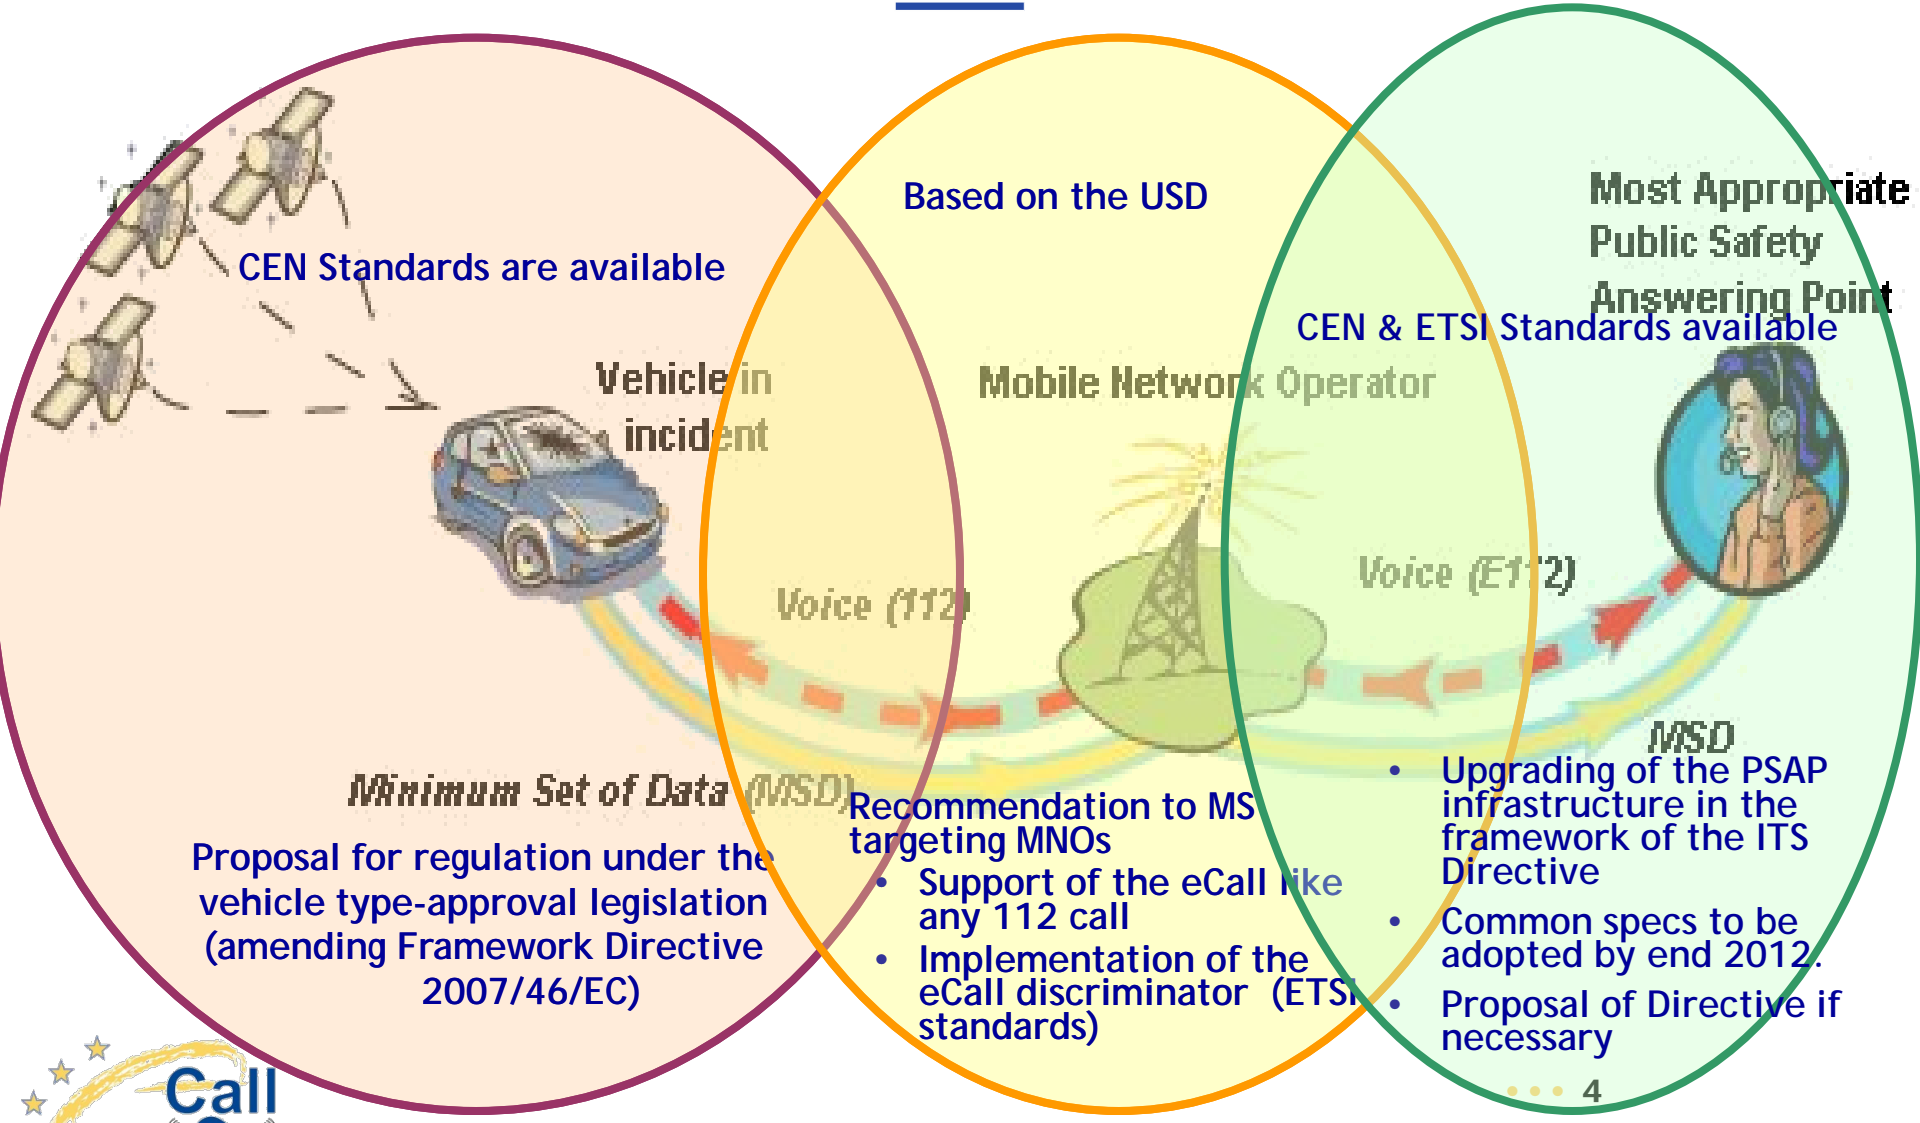 CEN Standards are available
Vehicle in
incident
Minimum Set of Data (MSD)
Proposal for regulation under the
vehicle type-approval legislation
(amending Framework Directive
2007/46/EC)
Based on the USD
Mobile Network Operator
Voice (112)
Recommendation to MS
targeting MNOs
• Support of the eCall like
any 112 call
• Implementation of the
eCall discriminator (ETSI
standards)
Most Appropriate
Public Safety
Answering Point
CEN & ETSI Standards available
Voice (E112)
MSD
• Upgrading of the PSAP
infrastructure in the
framework of the ITS
Directive
• Common specs to be
adopted by end 2012.
• Proposal of Directive if
necessary
Call
4